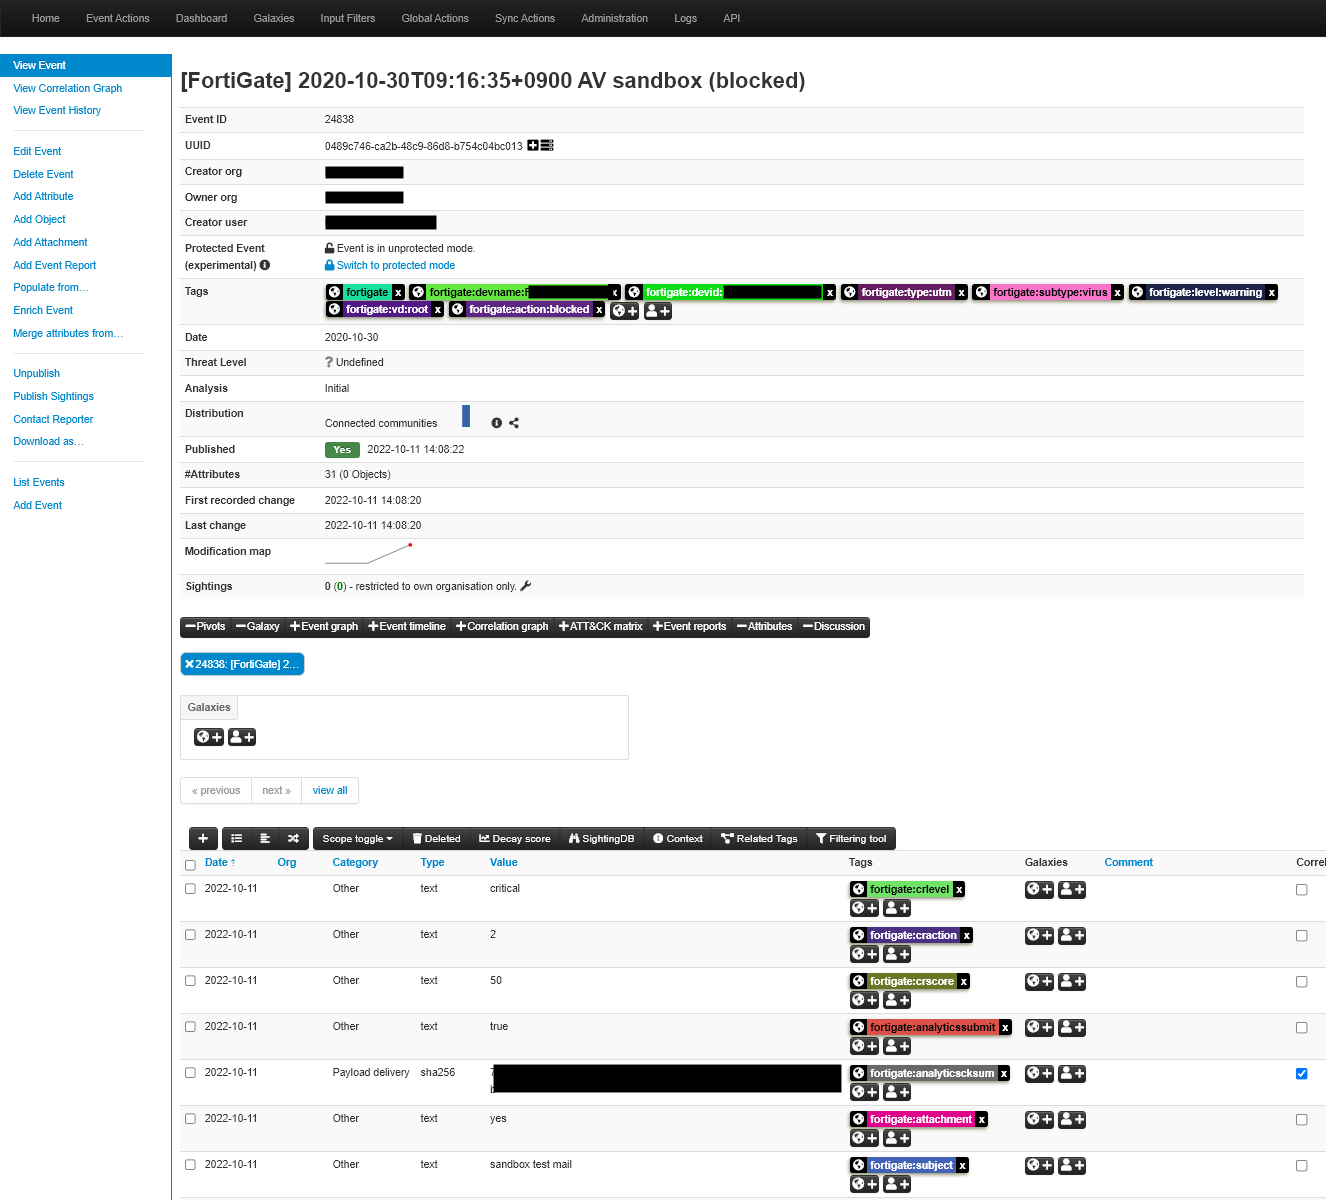 Home Event Actions Dashboard Galaxies Input Filters Global Actions Sync Actions Administration Logs API
View Event
View Correlation Graph
View Event History
Edit Event
Delete Event
Add Attribute
Add Object
Add Attachment
Add Event Report
Populate from…
Enrich Event
Merge attributes from…
Unpublish
Publish Sightings
Contact Reporter
Download as…
List Events
Add Event
[FortiGate] 2020-10-30T09:16:35+0900 AV sandbox (blocked)
Event ID 24838
UUID 0489c746-ca2b-48c9-86d8-b754c04bc013
Creator org
Owner org
Creator user
Protected Event (experimental) Event is in unprotected mode.
Switch to protected mode
Tags fortigate x fortigate:devname:F x fortigate:devid: x fortigate:type:utm x fortigate:subtype:virus x fortigate:level:warning x
fortigate:vd:root x fortigate:action:blocked x
Date 2020-10-30
Threat Level ? Undefined
Analysis Initial
Distribution Connected communities
Published Yes 2022-10-11 14:08:22
#Attributes 31 (0 Objects)
First recorded change 2022-10-11 14:08:20
Last change 2022-10-11 14:08:20
Modification map
Sightings 0 (0) - restricted to own organisation only.
Pivots Galaxy Event graph Event timeline Correlation graph ATT&CK matrix Event reports Attributes Discussion
24838: [FortiGate] 2…
Galaxies
« previous next » view all
Scope toggle Deleted Decay score SightingDB Context Related Tags Filtering tool
Date ↑ Org Category Type Value Tags Galaxies Comment Correl
2022-10-11 Other text critical fortigate:crlevel x
2022-10-11 Other text 2 fortigate:craction x
2022-10-11 Other text 50 fortigate:crscore x
2022-10-11 Other text true fortigate:analyticssubmit x
2022-10-11 Payload delivery sha256 fortigate:analyticscksum x
2022-10-11 Other text yes fortigate:attachment x
2022-10-11 Other text sandbox test mail fortigate:subject x